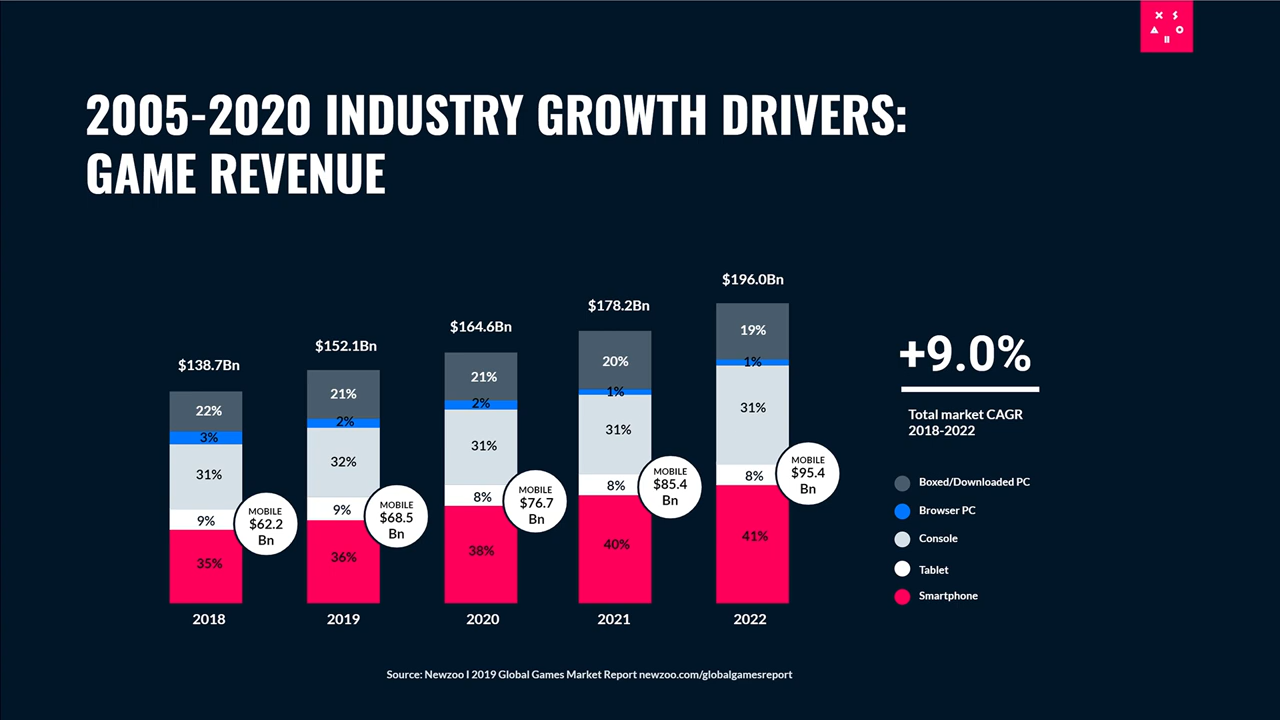 2005-2020 INDUSTRY GROWTH DRIVERS:
GAME REVENUE
$138.7Bn
22%
3%
31%
9%
35%
MOBILE
$62.2
Bn
2018
$152.1Bn
21%
2%
32%
9%
36%
MOBILE
$68.5
Bn
2019
$164.6Bn
21%
2%
31%
8%
38%
MOBILE
$76.7
Bn
2020
$178.2Bn
20%
1%
31%
8%
40%
MOBILE
$85.4
Bn
2021
$196.0Bn
19%
1%
31%
8%
41%
MOBILE
$95.4
Bn
2022
+9.0%
Total market CAGR
2018-2022
Boxed/Downloaded PC
Browser PC
Console
Tablet
Smartphone
Source: Newzoo I 2019 Global Games Market Report newzoo.com/globalgamesreport